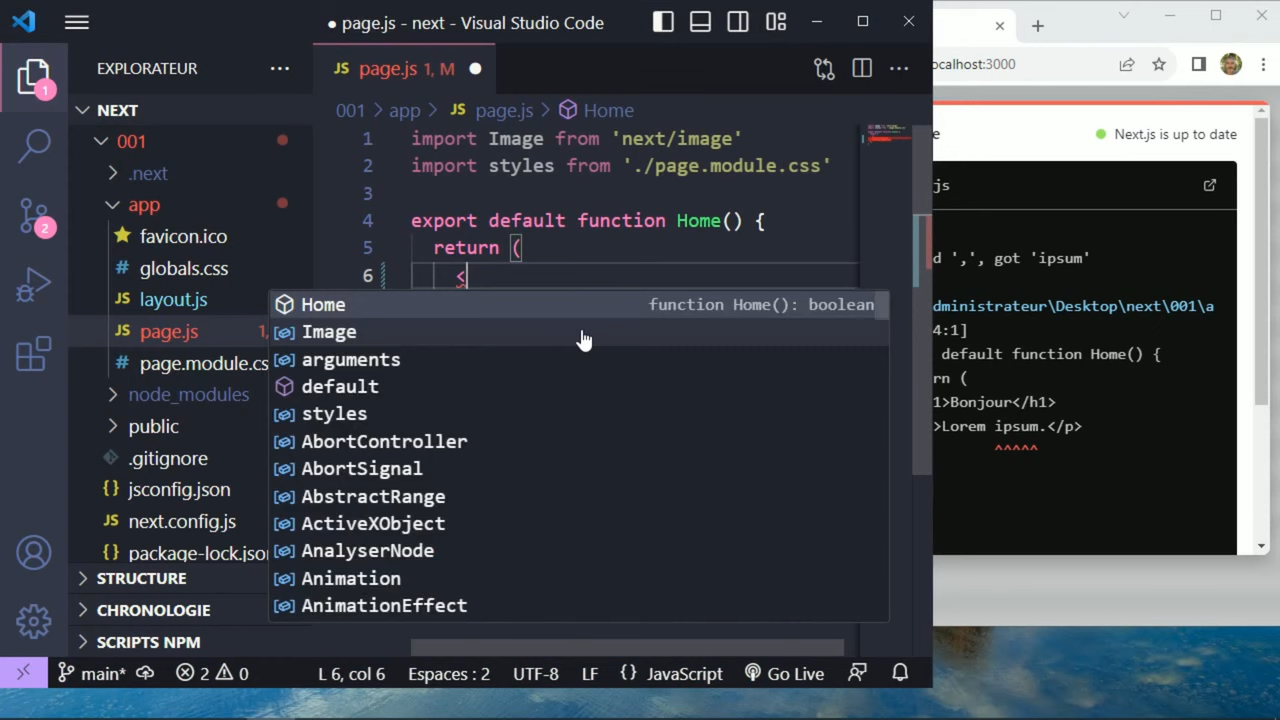 ● page.js - next - Visual Studio Code
EXPLORATEUR
NEXT
001
.next
app
favicon.ico
globals.css
layout.js
page.js 1,
page.module.cs
node_modules
public
.gitignore
jsconfig.json
next.config.js
package-lock.jso
STRUCTURE
CHRONOLOGIE
SCRIPTS NPM
1
2
JS page.js 1, M
001 > app > JS page.js > Home
1 import Image from 'next/image'
2 import styles from './page.module.css'
3
4 export default function Home() {
5 return (
6 <
Home function Home(): boolean
Image
arguments
default
styles
AbortController
AbortSignal
AbstractRange
ActiveXObject
AnalyserNode
Animation
AnimationEffect
main* 2 0 L 6, col 6 Espaces : 2 UTF-8 LF {} JavaScript Go Live
ocalhost:3000
e Next.js is up to date
js
d ',', got 'ipsum'
dministrateur\Desktop\next\001\a
4:1]
default function Home() {
rn (
1>Bonjour</h1>
>Lorem ipsum.</p>
^^^^^